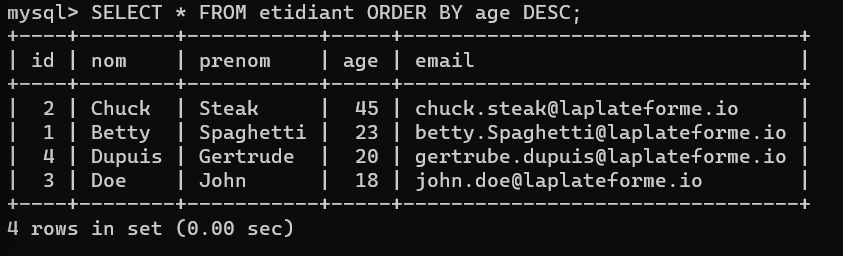 mysql> SELECT * FROM etidiant ORDER BY age DESC;
+----+--------+-----------+-----+---------------------------------+
| id | nom    | prenom    | age | email                           |
+----+--------+-----------+-----+---------------------------------+
|  2 | Chuck  | Steak     |  45 | chuck.steak@laplateforme.io     |
|  1 | Betty  | Spaghetti |  23 | betty.Spaghetti@laplateforme.io |
|  4 | Dupuis | Gertrude  |  20 | gertrube.dupuis@laplateforme.io |
|  3 | Doe    | John      |  18 | john.doe@laplateforme.io        |
+----+--------+-----------+-----+---------------------------------+
4 rows in set (0.00 sec)